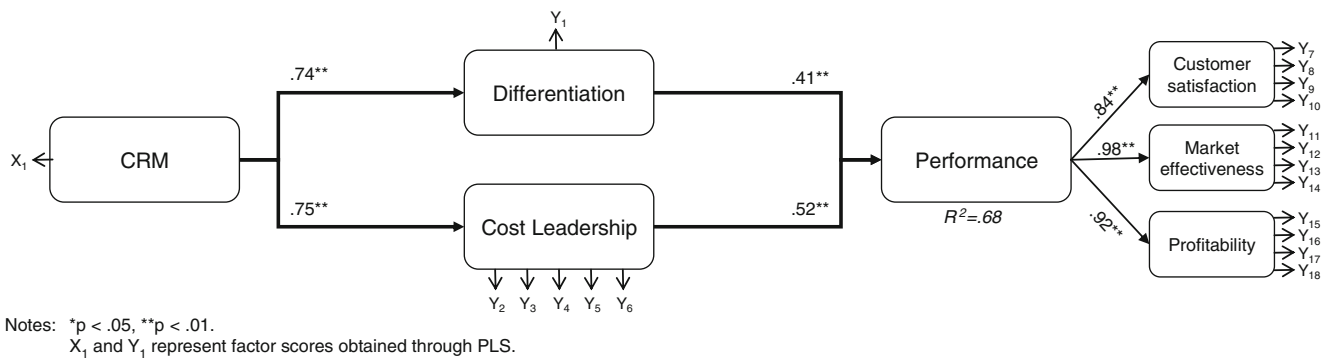 Y₁
.74**
Differentiation
.41**
X₁
CRM
.75**
Cost Leadership
.52**
Y₂ Y₃ Y₄ Y₅ Y₆
Performance
R²=.68
.84**
.98**
.92**
Customer
satisfaction
Y₇
Y₈
Y₉
Y₁₀
Market
effectiveness
Y₁₁
Y₁₂
Y₁₃
Y₁₄
Profitability
Y₁₅
Y₁₆
Y₁₇
Y₁₈
Notes: *p < .05, **p < .01.
X₁ and Y₁ represent factor scores obtained through PLS.